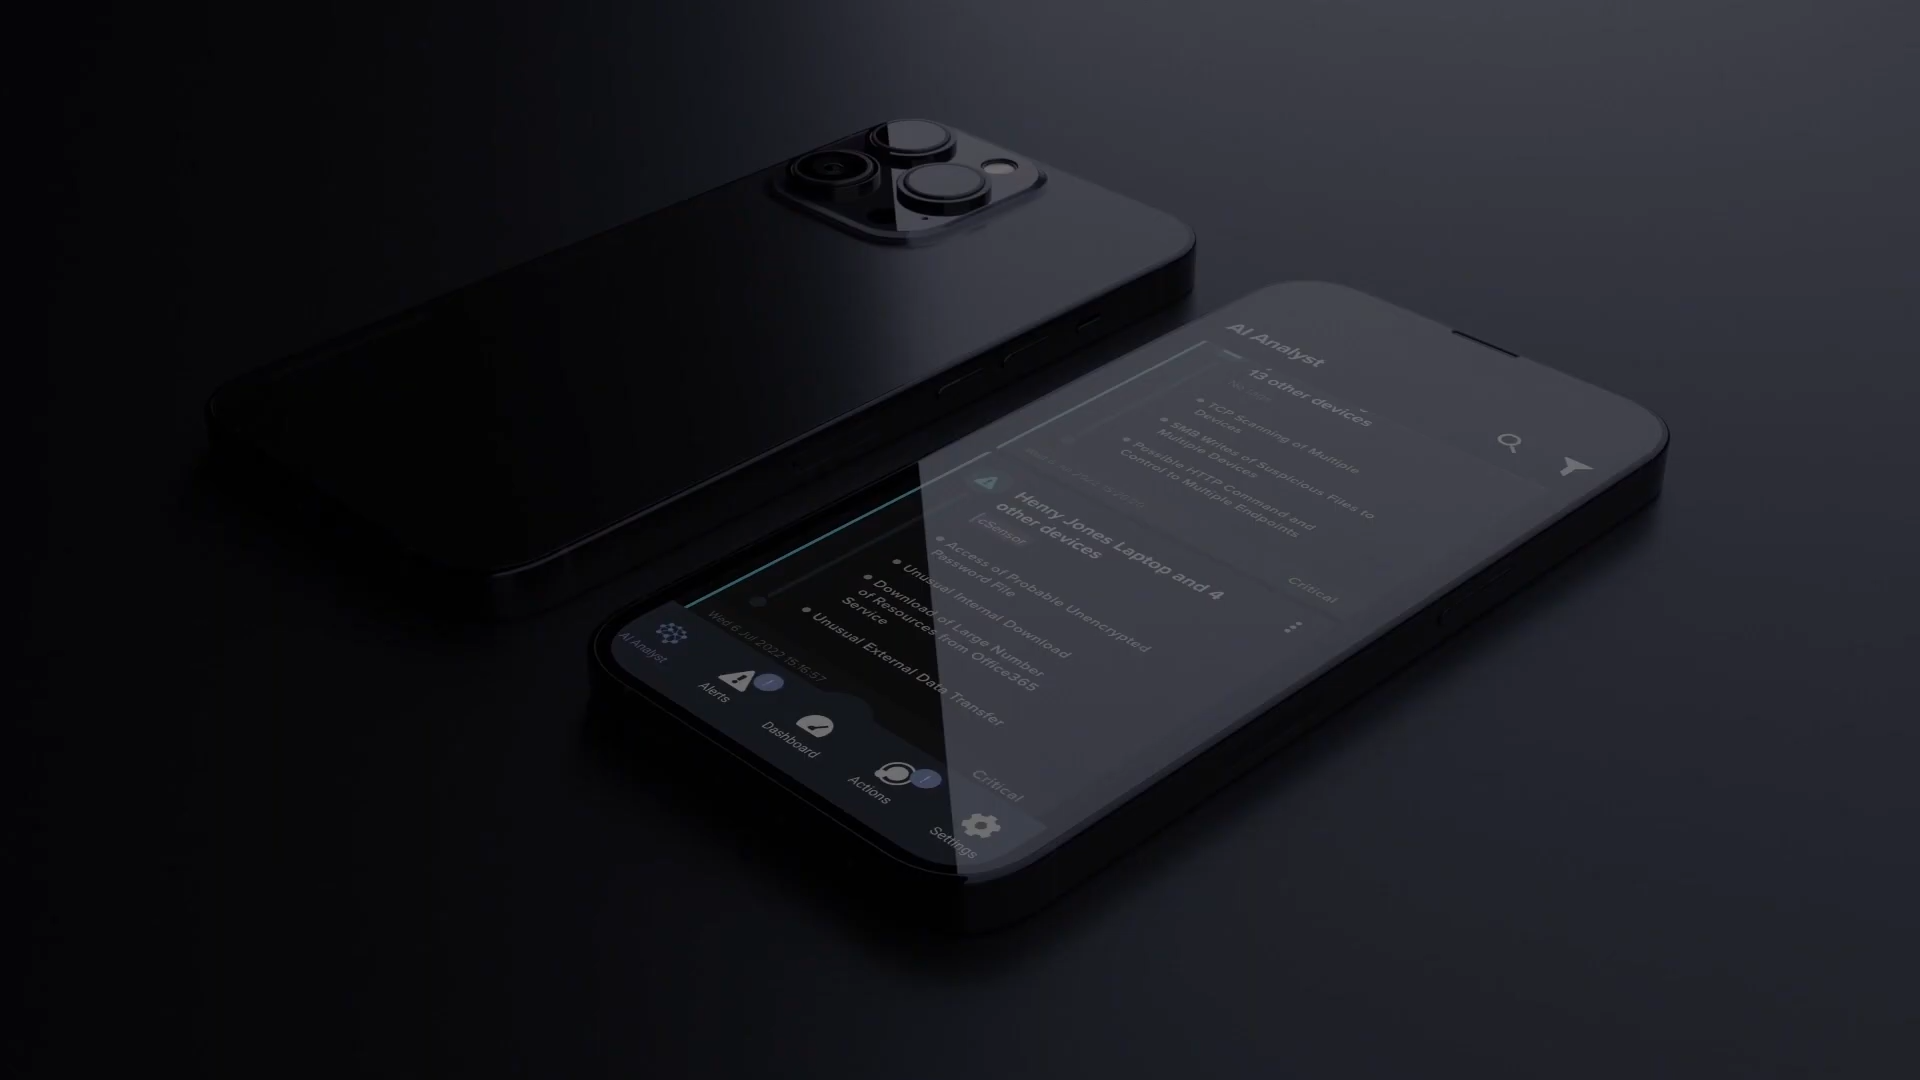 AI Analyst
13 other devices
No tags
• TCP Scanning of Multiple
Devices
• SMB Writes of Suspicious Files to
Multiple Devices
• Possible HTTP Command and
Control to Multiple Endpoints
Critical
Henry Jones Laptop and 4
other devices
cSensor
• Access of Probable Unencrypted
Password File
• Unusual Internal Download
• Download of Large Number
of Resources from Office365
Service
• Unusual External Data Transfer
Wed 6 Jul 2022 15:16:57
Critical
AI Analyst
Alerts
Dashboard
Actions
Settings